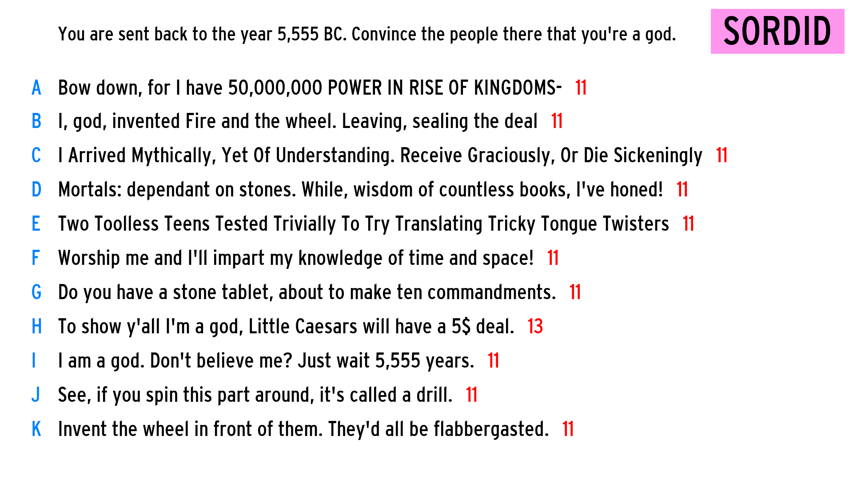 You are sent back to the year 5,555 BC. Convince the people there that you're a god.
SORDID
A Bow down, for I have 50,000,000 POWER IN RISE OF KINGDOMS- 11
B I, god, invented Fire and the wheel. Leaving, sealing the deal 11
C I Arrived Mythically, Yet Of Understanding. Receive Graciously, Or Die Sickeningly 11
D Mortals: dependant on stones. While, wisdom of countless books, I've honed! 11
E Two Toolless Teens Tested Trivially To Try Translating Tricky Tongue Twisters 11
F Worship me and I'll impart my knowledge of time and space! 11
G Do you have a stone tablet, about to make ten commandments. 11
H To show y'all I'm a god, Little Caesars will have a 5$ deal. 13
I I am a god. Don't believe me? Just wait 5,555 years. 11
J See, if you spin this part around, it's called a drill. 11
K Invent the wheel in front of them. They'd all be flabbergasted. 11